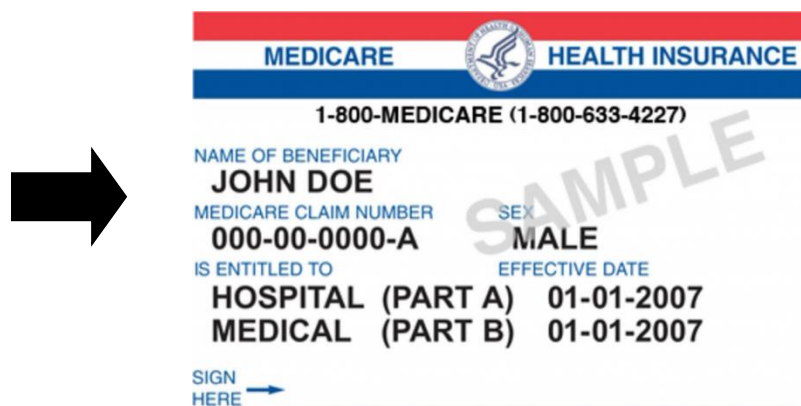 MEDICARE HEALTH INSURANCE
1-800-MEDICARE (1-800-633-4227)
NAME OF BENEFICIARY
JOHN DOE
MEDICARE CLAIM NUMBER SEX
000-00-0000-A MALE
IS ENTITLED TO EFFECTIVE DATE
HOSPITAL (PART A) 01-01-2007
MEDICAL (PART B) 01-01-2007
SIGN
HERE
SAMPLE